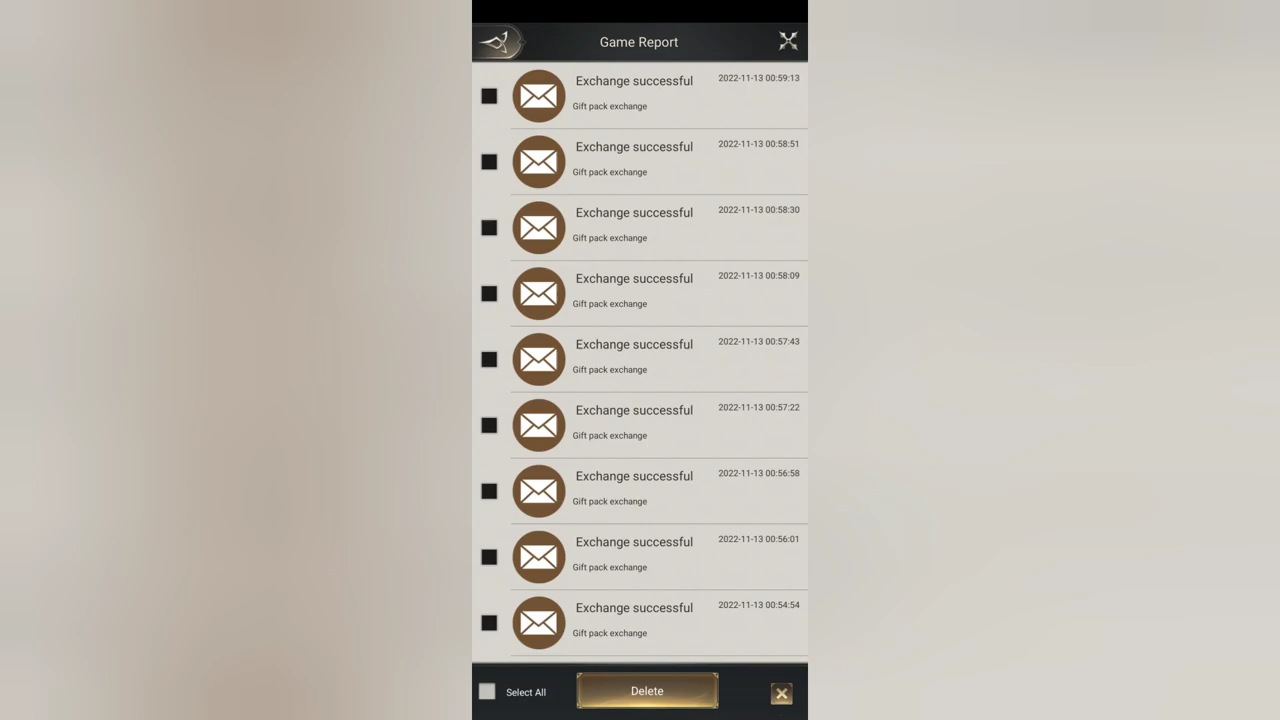 Game Report
Exchange successful 2022-11-13 00:59:13
Gift pack exchange
Exchange successful 2022-11-13 00:58:51
Gift pack exchange
Exchange successful 2022-11-13 00:58:30
Gift pack exchange
Exchange successful 2022-11-13 00:58:09
Gift pack exchange
Exchange successful 2022-11-13 00:57:43
Gift pack exchange
Exchange successful 2022-11-13 00:57:22
Gift pack exchange
Exchange successful 2022-11-13 00:56:58
Gift pack exchange
Exchange successful 2022-11-13 00:56:01
Gift pack exchange
Exchange successful 2022-11-13 00:54:54
Gift pack exchange
Select All Delete